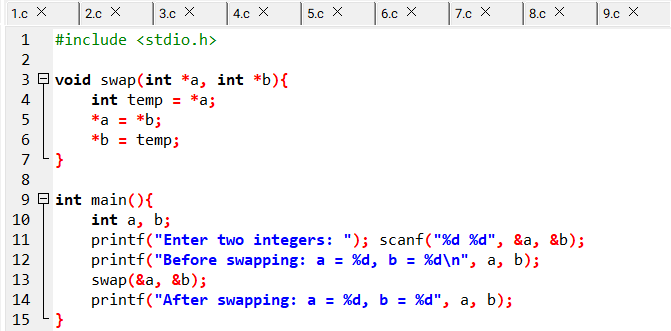 1.c 2.c 3.c 4.c 5.c 6.c 7.c 8.c 9.c
1 #include <stdio.h>
2
3 void swap(int *a, int *b){
4     int temp = *a;
5     *a = *b;
6     *b = temp;
7 }
8
9 int main(){
10     int a, b;
11     printf("Enter two integers: "); scanf("%d %d", &a, &b);
12     printf("Before swapping: a = %d, b = %d\n", a, b);
13     swap(&a, &b);
14     printf("After swapping: a = %d, b = %d", a, b);
15 }